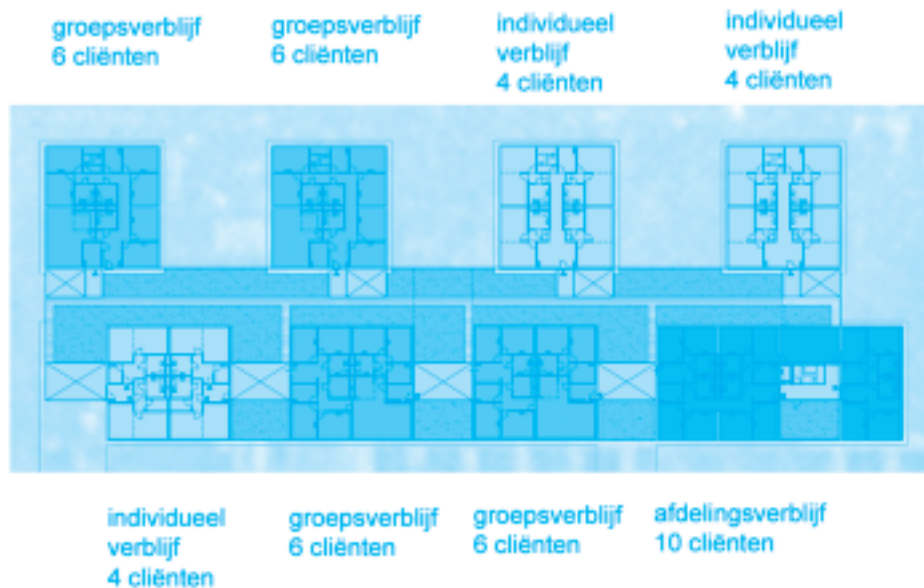 groepsverblijf
6 cliënten
groepsverblijf
6 cliënten
individueel
verblijf
4 cliënten
individueel
verblijf
4 cliënten
individueel
verblijf
4 cliënten
groepsverblijf
6 cliënten
groepsverblijf
6 cliënten
afdelingsverblijf
10 cliënten